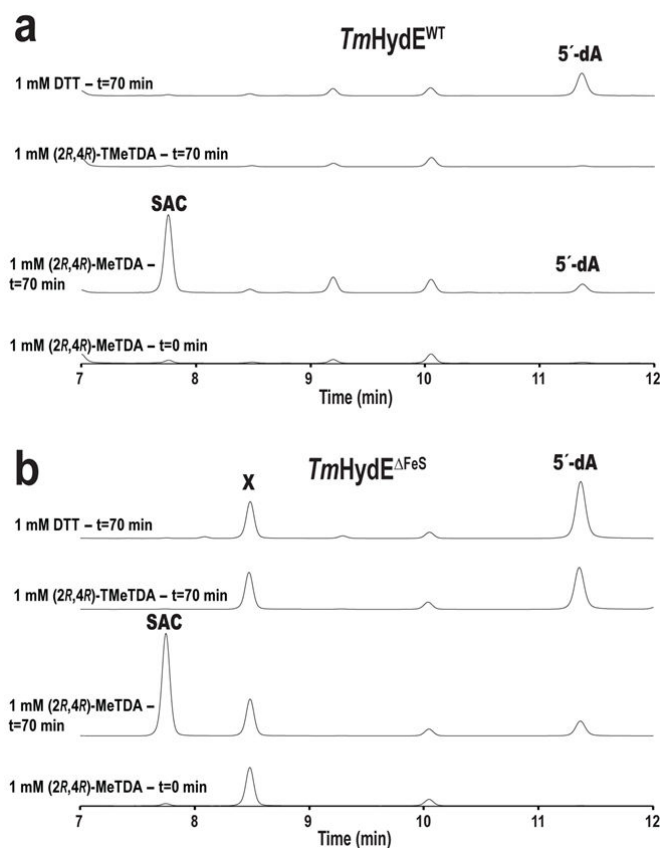 a
TmHydEWT
5´-dA
1 mM DTT – t=70 min
1 mM (2R,4R)-TMeTDA – t=70 min
SAC
1 mM (2R,4R)-MeTDA –
t=70 min
5´-dA
1 mM (2R,4R)-MeTDA – t=0 min
7 8 9 10 11 12
Time (min)
b
TmHydEΔFeS
5´-dA
X
1 mM DTT – t=70 min
1 mM (2R,4R)-TMeTDA – t=70 min
SAC
1 mM (2R,4R)-MeTDA –
t=70 min
1 mM (2R,4R)-MeTDA – t=0 min
7 8 9 10 11 12
Time (min)